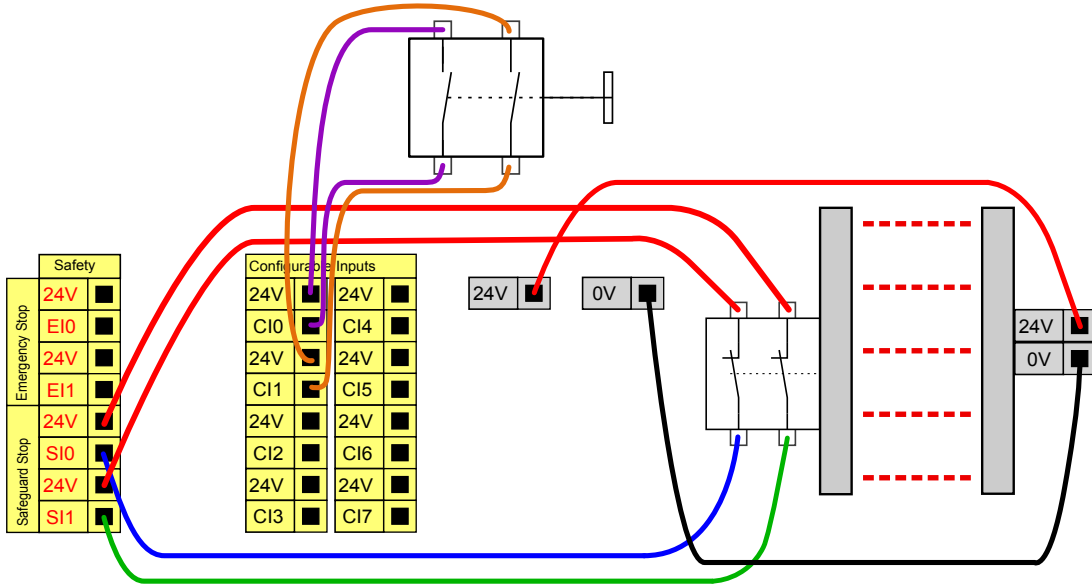 Safety
Emergency Stop
24V
EI0
24V
EI1
Safeguard Stop
24V
SI0
24V
SI1
Configurable Inputs
24V 24V
CI0 CI4
24V 24V
CI1 CI5
24V 24V
CI2 CI6
24V 24V
CI3 CI7
24V
0V
24V
0V